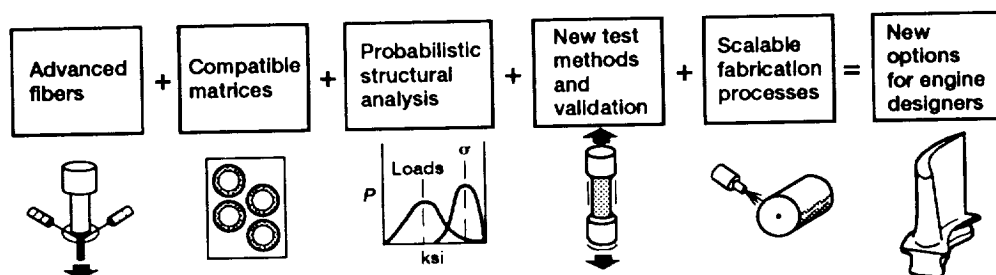 Advanced
fibers
+
Compatible
matrices
+
Probabilistic
structural
analysis
+
New test
methods
and
validation
+
Scalable
fabrication
processes
=
New
options
for engine
designers
σ
Loads
P
ksi